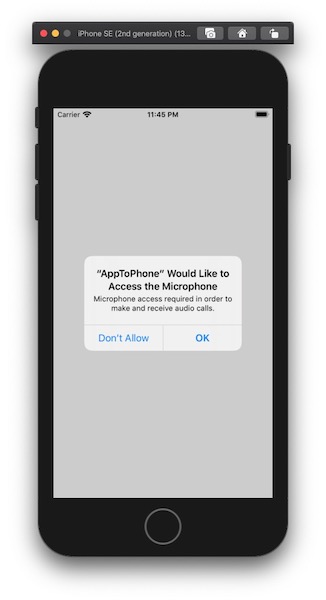 iPhone SE (2nd generation) (13...
Carrier
11:45 PM
“AppToPhone” Would Like to
Access the Microphone
Microphone access required in order to
make and receive audio calls.
Don't Allow
OK